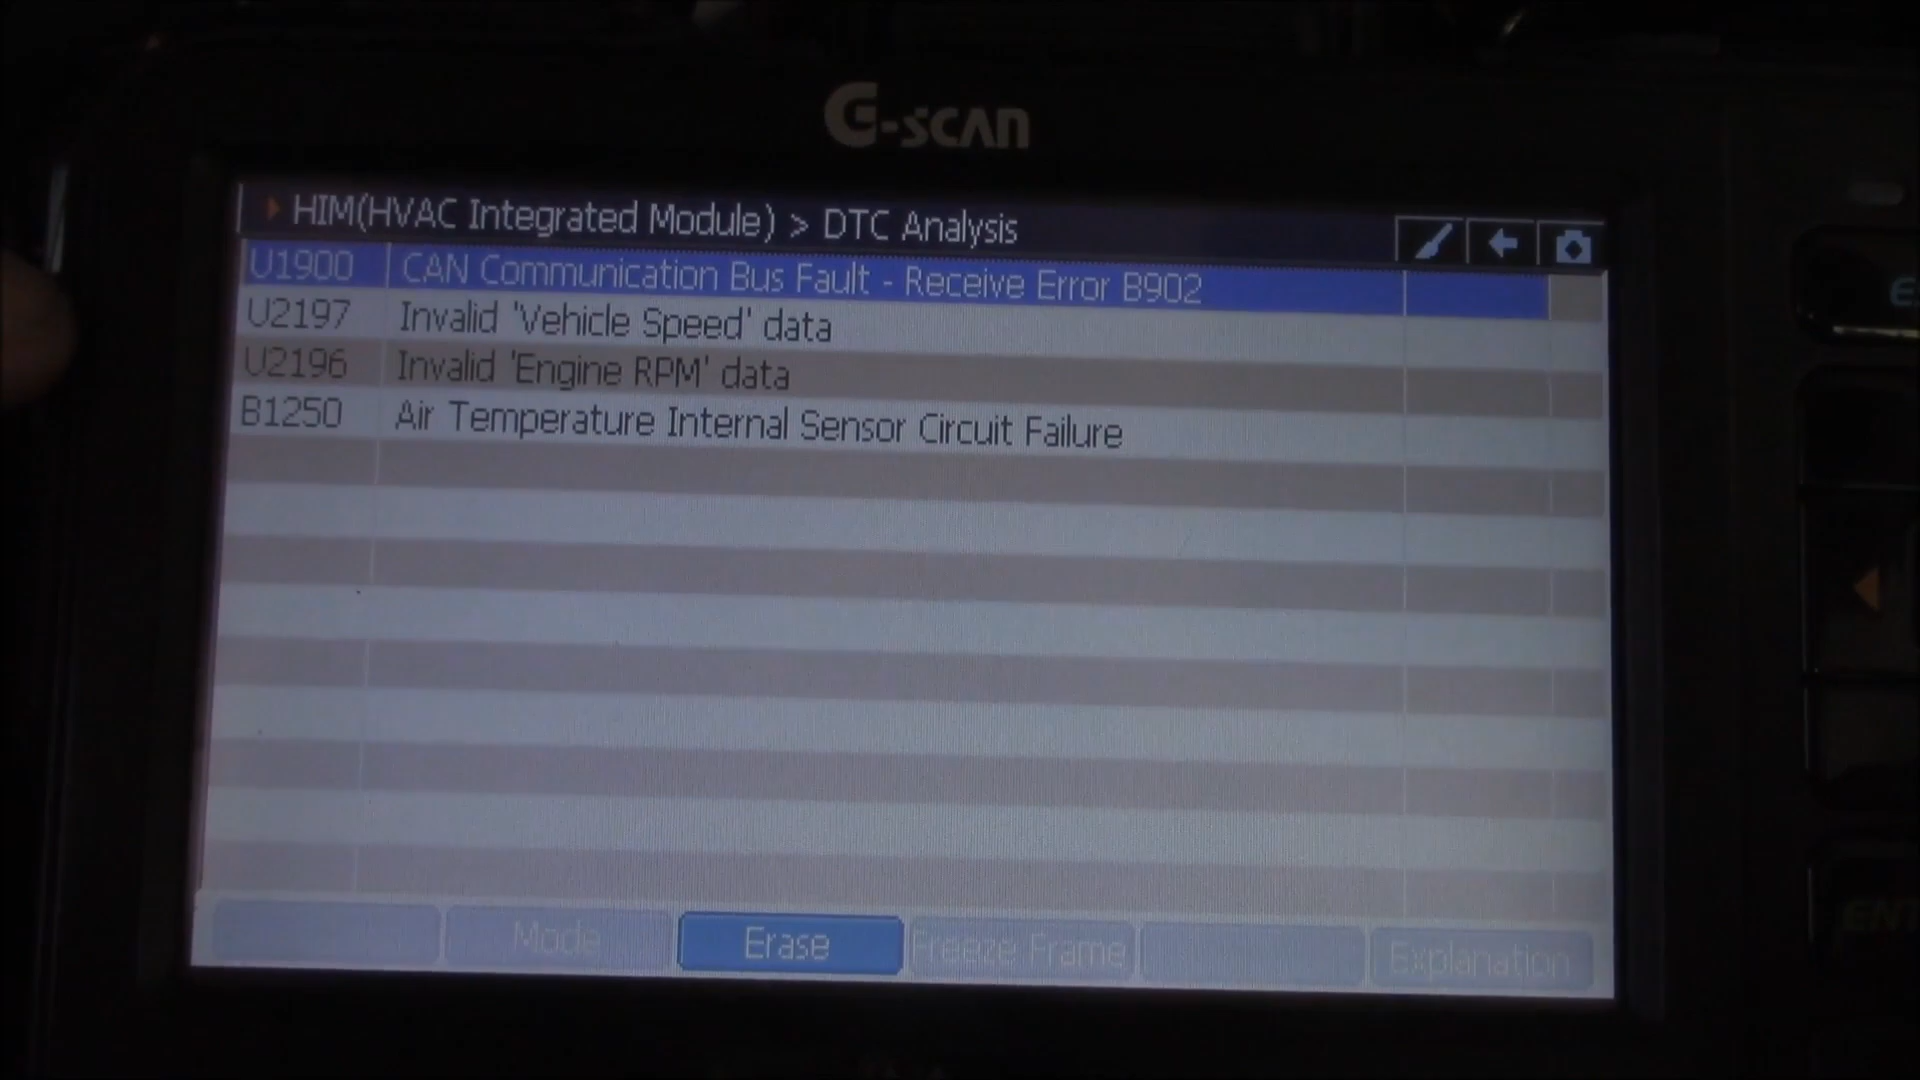 G-SCAN
HIM(HVAC Integrated Module) > DTC Analysis
U1900 CAN Communication Bus Fault - Receive Error B902
U2197 Invalid 'Vehicle Speed' data
U2196 Invalid 'Engine RPM' data
B1250 Air Temperature Internal Sensor Circuit Failure
Mode Erase Freeze Frame Explanation